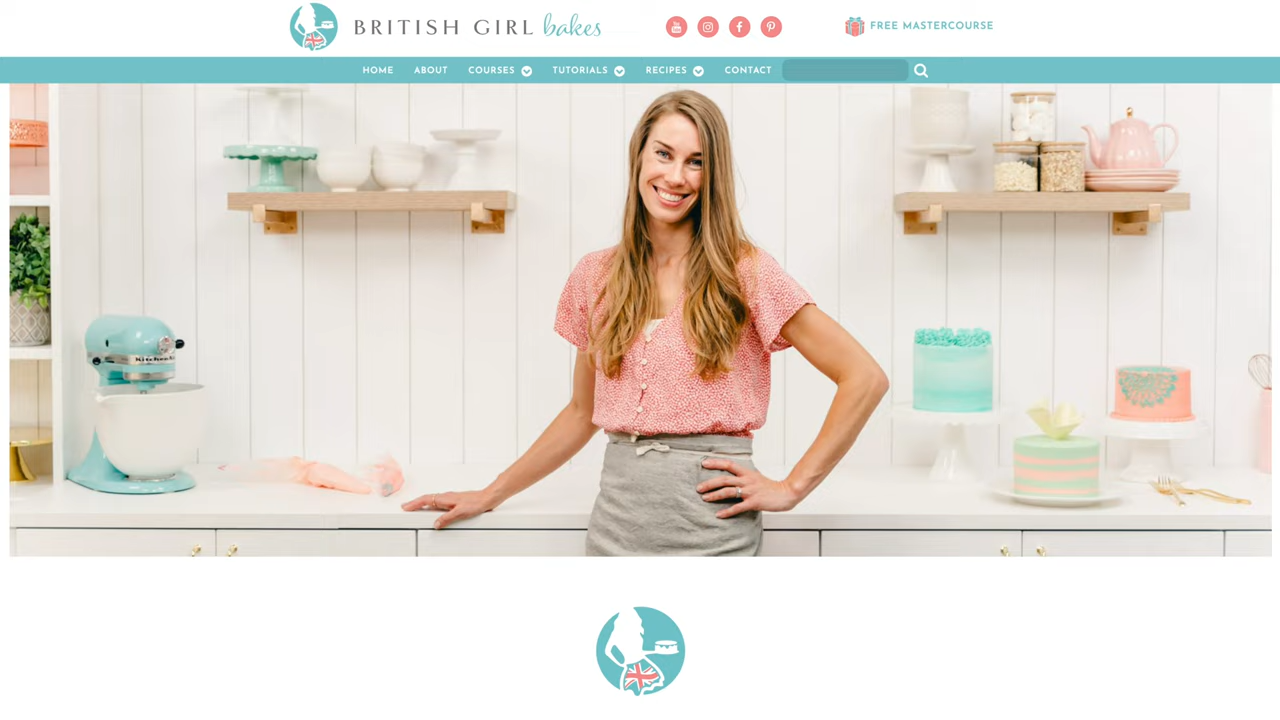 BRITISH GIRL bakes
FREE MASTERCOURSE
HOME ABOUT COURSES TUTORIALS RECIPES CONTACT